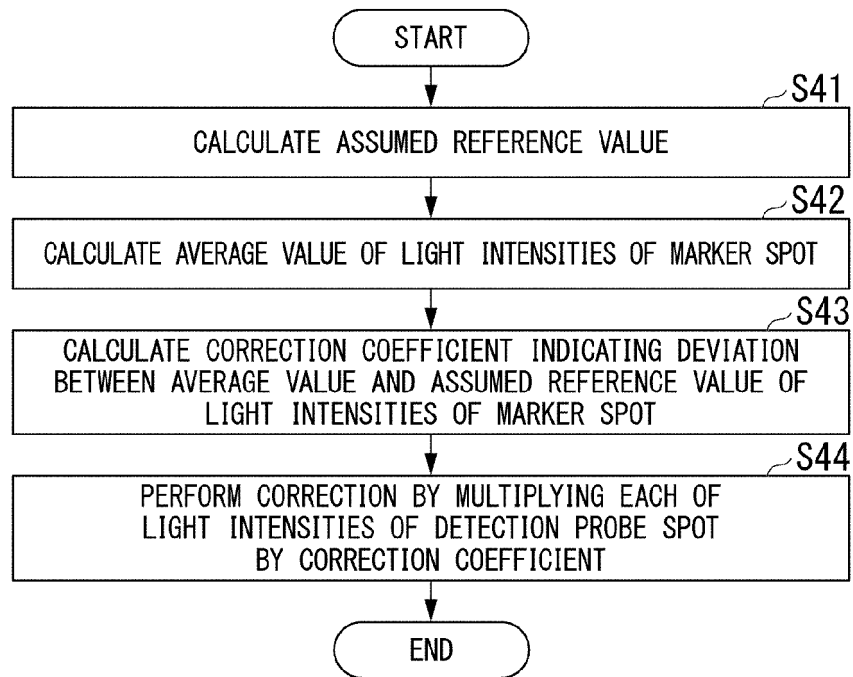 START
S41
CALCULATE ASSUMED REFERENCE VALUE
S42
CALCULATE AVERAGE VALUE OF LIGHT INTENSITIES OF MARKER SPOT
S43
CALCULATE CORRECTION COEFFICIENT INDICATING DEVIATION
BETWEEN AVERAGE VALUE AND ASSUMED REFERENCE VALUE OF
LIGHT INTENSITIES OF MARKER SPOT
S44
PERFORM CORRECTION BY MULTIPLYING EACH OF
LIGHT INTENSITIES OF DETECTION PROBE SPOT
BY CORRECTION COEFFICIENT
END